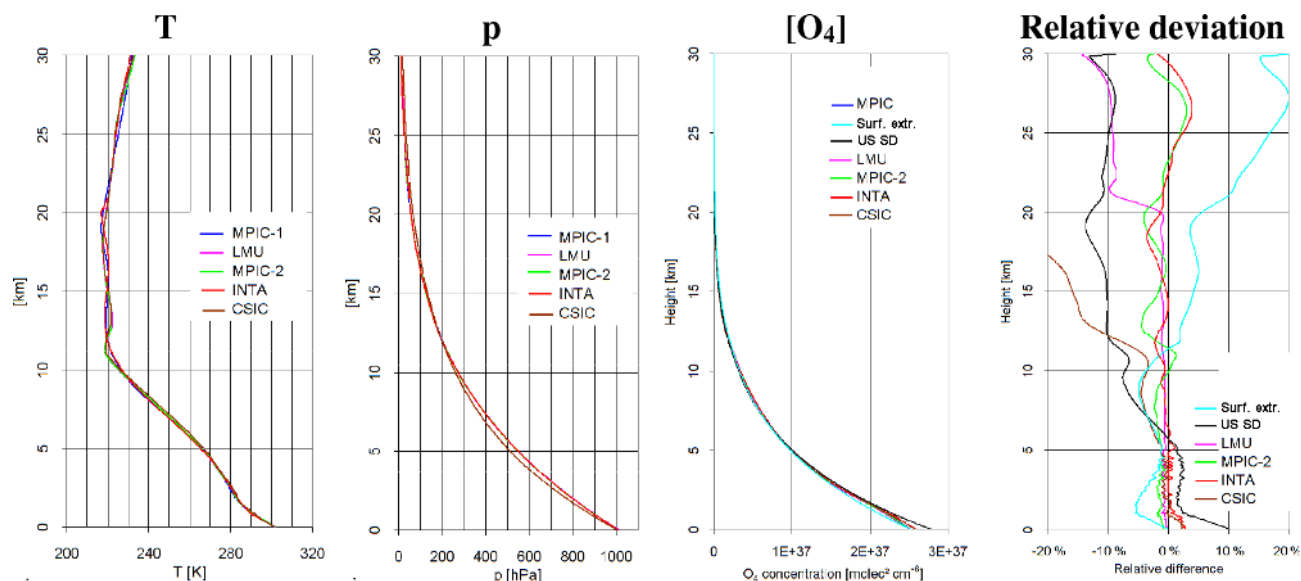 T
p
[O₄]
Relative deviation
30
25
20
15
10
5
0
[km]
MPIC-1
LMU
MPIC-2
INTA
CSIC
200
240
280
320
T [K]
30
25
20
15
10
5
0
[km]
MPIC-1
LMU
MPIC-2
INTA
CSIC
0
200
400
600
800
1000
p [hPa]
30
25
20
15
10
5
0
Height [km]
MPIC
Surf. extr.
US SD
LMU
MPIC-2
INTA
CSIC
0
1E+37
2E+37
3E+37
O₄ concentration [mclec² cm⁻⁶]
30
25
20
15
10
5
0
Height [km]
Surf. extr.
US SD
LMU
MPIC-2
INTA
CSIC
-20 %
-10 %
0 %
10 %
20 %
Relative difference